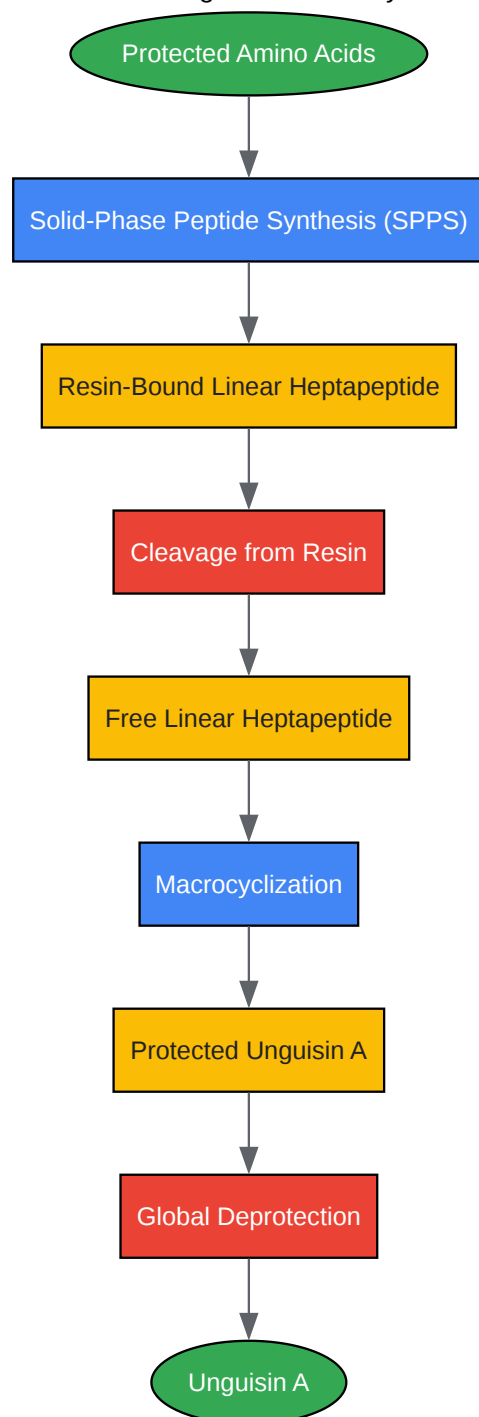 Protected Amino Acids
Solid-Phase Peptide Synthesis (SPPS)
Resin-Bound Linear Heptapeptide
Cleavage from Resin
Free Linear Heptapeptide
Macrocyclization
Protected Unguisin A
Global Deprotection
Unguisin A